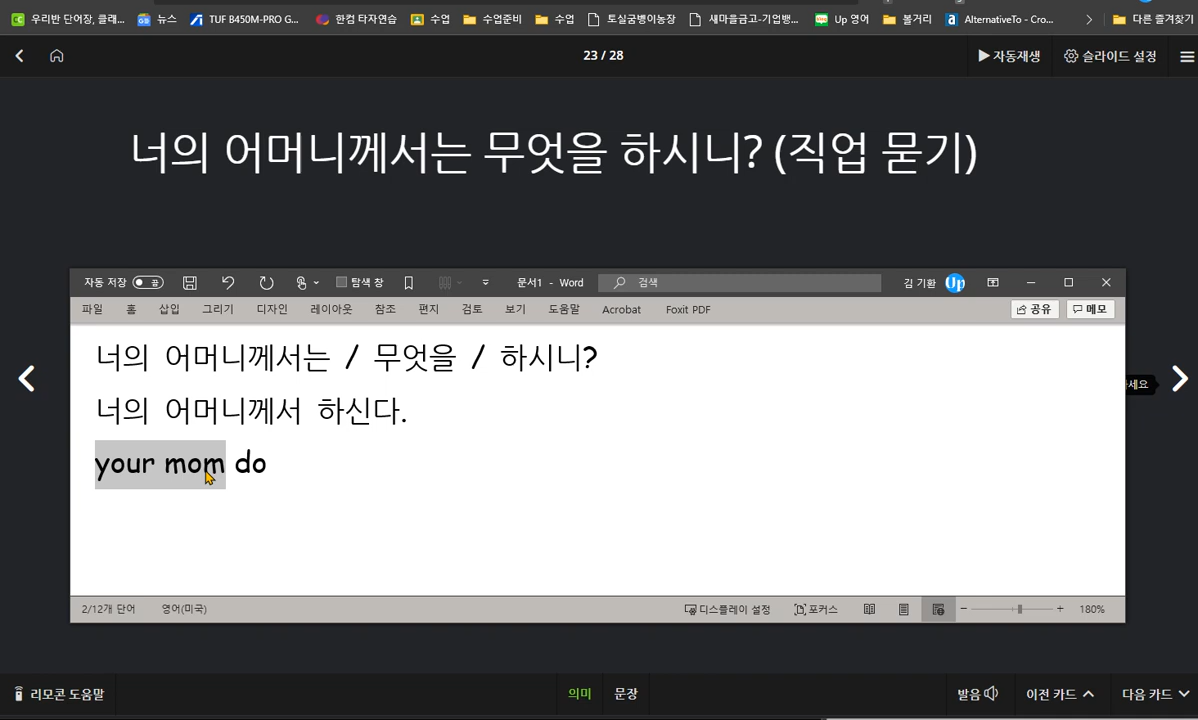 우리반 단어장, 클래... 뉴스 TUF B450M-PRO G... 한컴 타자연습 수업 수업준비 수업 토실굼벵이농장 새마을금고-기업뱅... Up 영어 볼거리 AlternativeTo - Cro... 다른 즐겨찾기
23 / 28 자동재생 슬라이드 설정
너의 어머니께서는 무엇을 하시니? (직업 묻기)
자동 저장 끔 탐색 창 문서1 - Word 검색 김 기환 Up
파일 홈 삽입 그리기 디자인 레이아웃 참조 편지 검토 보기 도움말 Acrobat Foxit PDF 공유 메모
너의 어머니께서는 / 무엇을 / 하시니?
세요
너의 어머니께서 하신다.
your mom do
2/12개 단어 영어(미국) 디스플레이 설정 포커스 180%
리모콘 도움말 의미 문장 발음 이전 카드 다음 카드